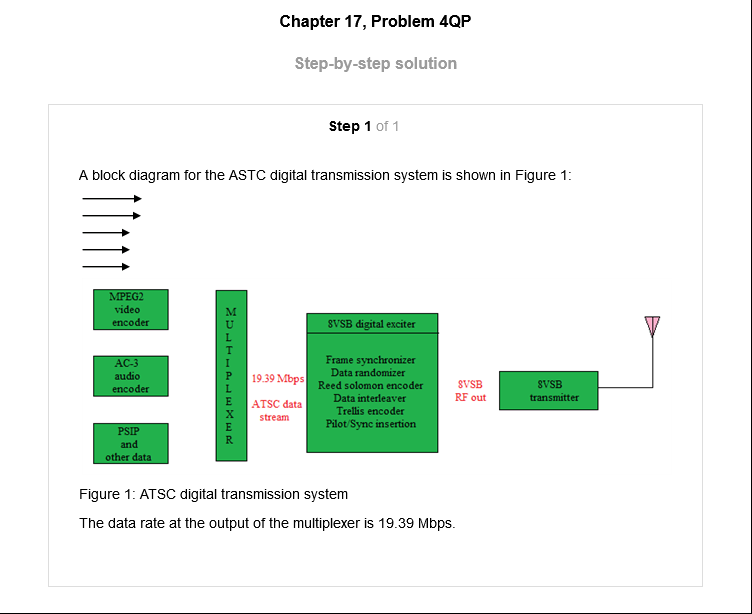 Chapter 17, Problem 4QP
Step-by-step solution
Step 1 of 1
A block diagram for the ASTC digital transmission system is shown in Figure 1:
MPEG2
video
encoder
AC-3
audio
encoder
PSIP
and
other data
M
U
L
T
I
P
L
E
X
E
R
19.39 Mbps
ATSC data
stream
8VSB digital exciter
Frame synchronizer
Data randomizer
Reed solomon encoder
Data interleaver
Trellis encoder
Pilot/Sync insertion
8VSB
RF out
8VSB
transmitter
Figure 1: ATSC digital transmission system
The data rate at the output of the multiplexer is 19.39 Mbps.